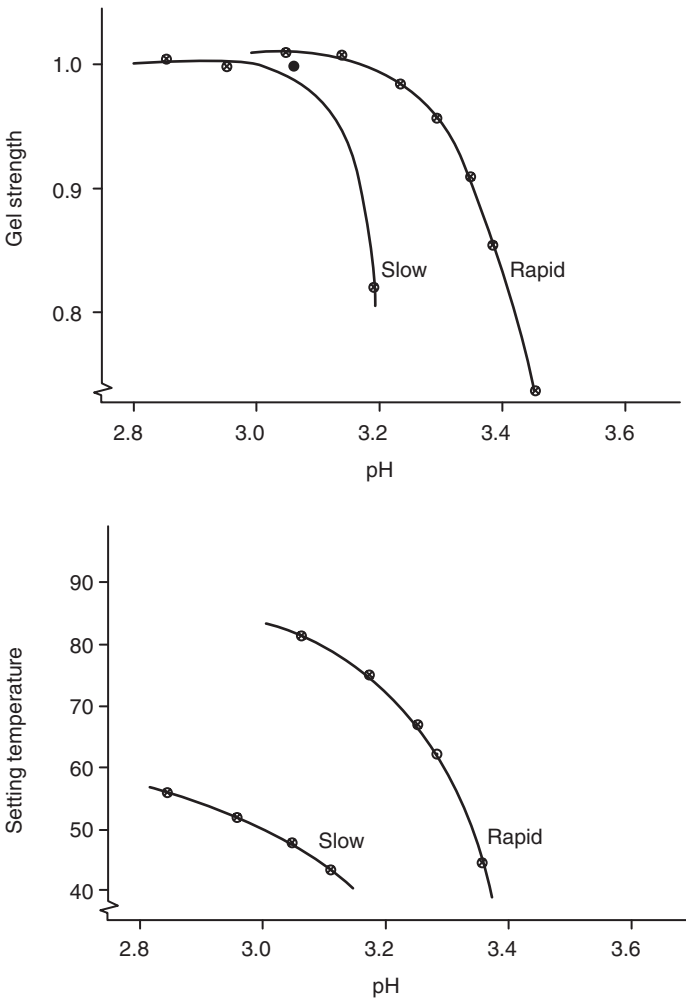 Gel strength
1.0
0.9
0.8
Slow
Rapid
2.8 3.0 3.2 3.4 3.6
pH
Setting temperature
90
80
70
60
50
40
Slow
Rapid
2.8 3.0 3.2 3.4 3.6
pH